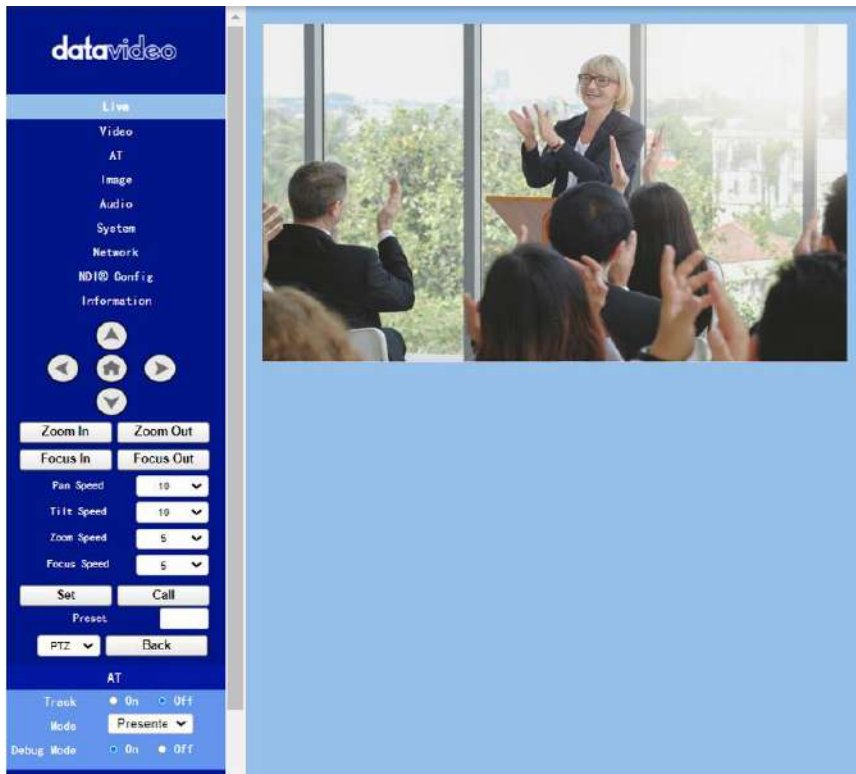 datavideo
Live
Video
AT
Image
Audio
System
Network
NDI® Config
Information
Zoom In Zoom Out
Focus In Focus Out
Pan Speed 10
Tilt Speed 10
Zoom Speed 5
Focus Speed 5
Set Call
Preset
PTZ Back
AT
Track On Off
Mode Presente
Debug Mode On Off